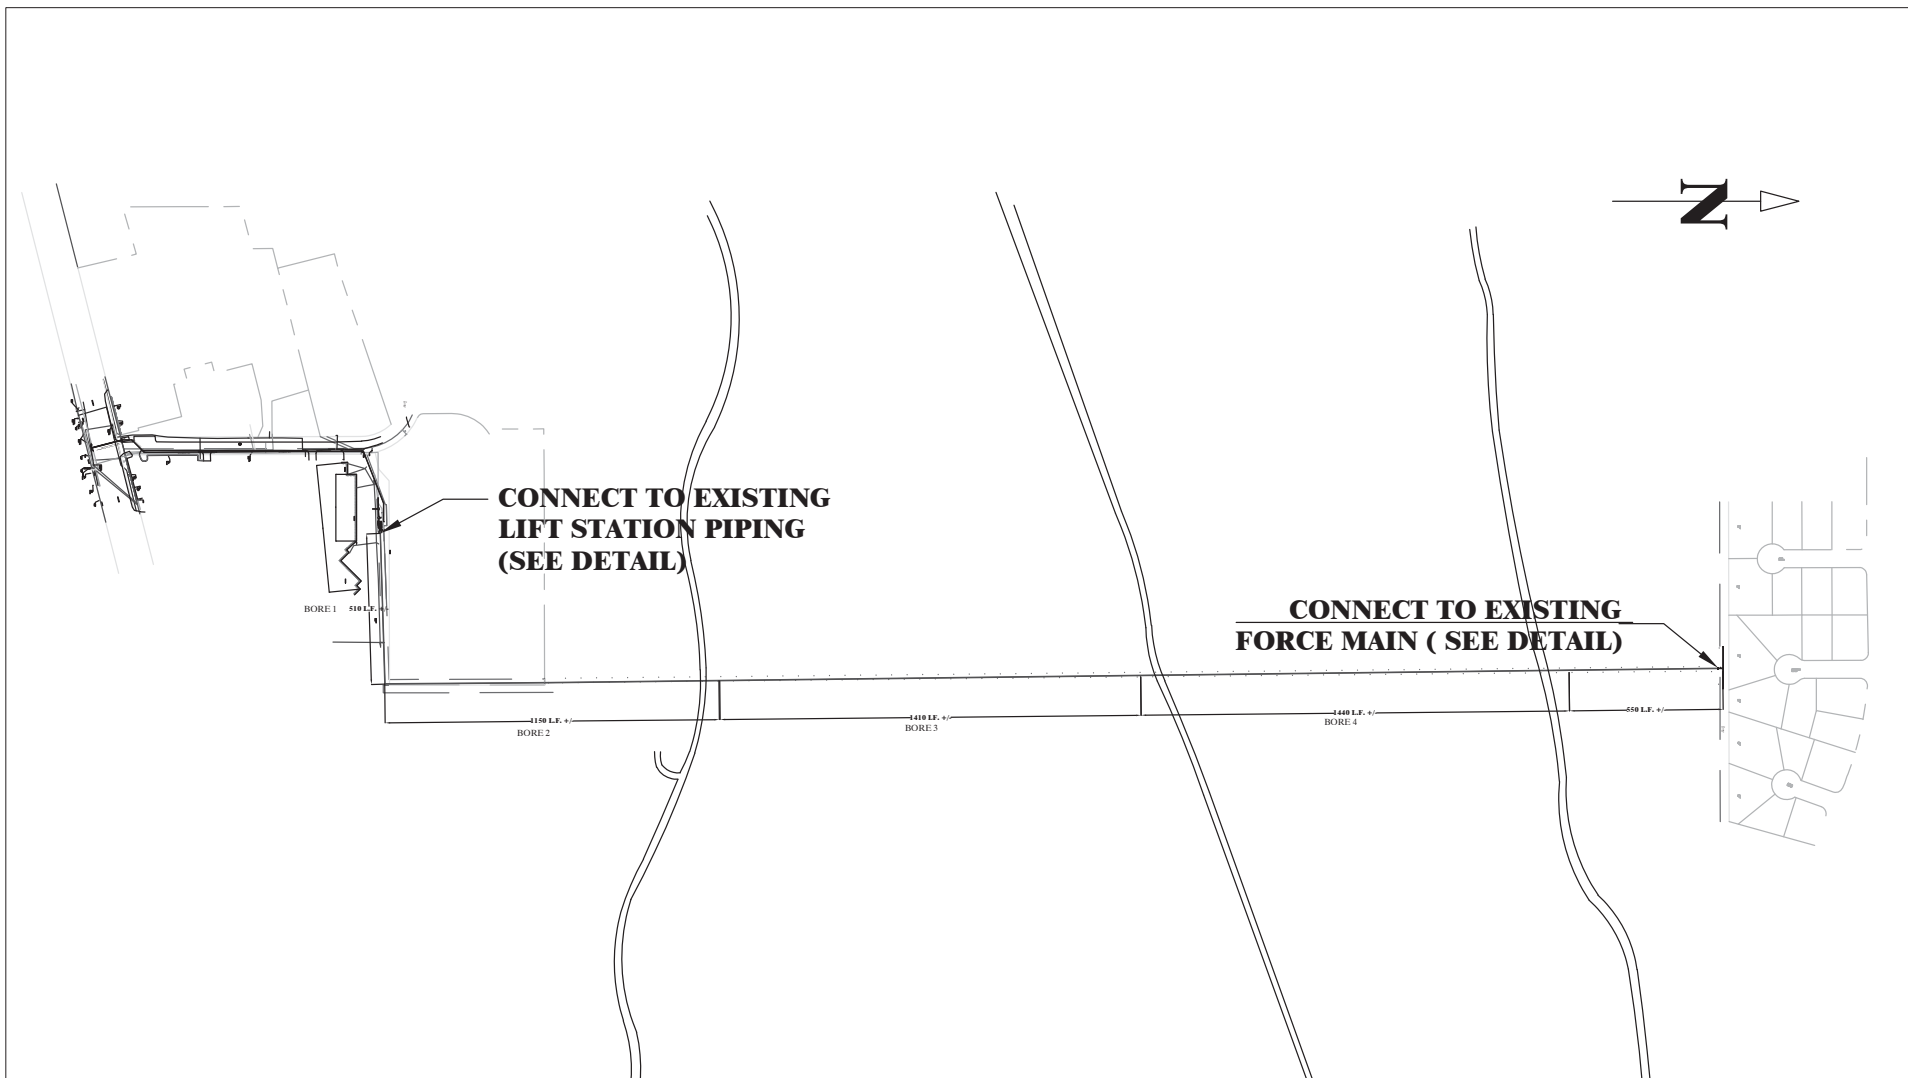 N
CONNECT TO EXISTING
LIFT STATION PIPING
(SEE DETAIL)
BORE 1 510 L.F. +/-
CONNECT TO EXISTING
FORCE MAIN ( SEE DETAIL)
1150 L.F. +/-
BORE 2
1410 LF. +/-
BORE 3
1440 L.F. +/-
BORE 4
550 L.F. +/-